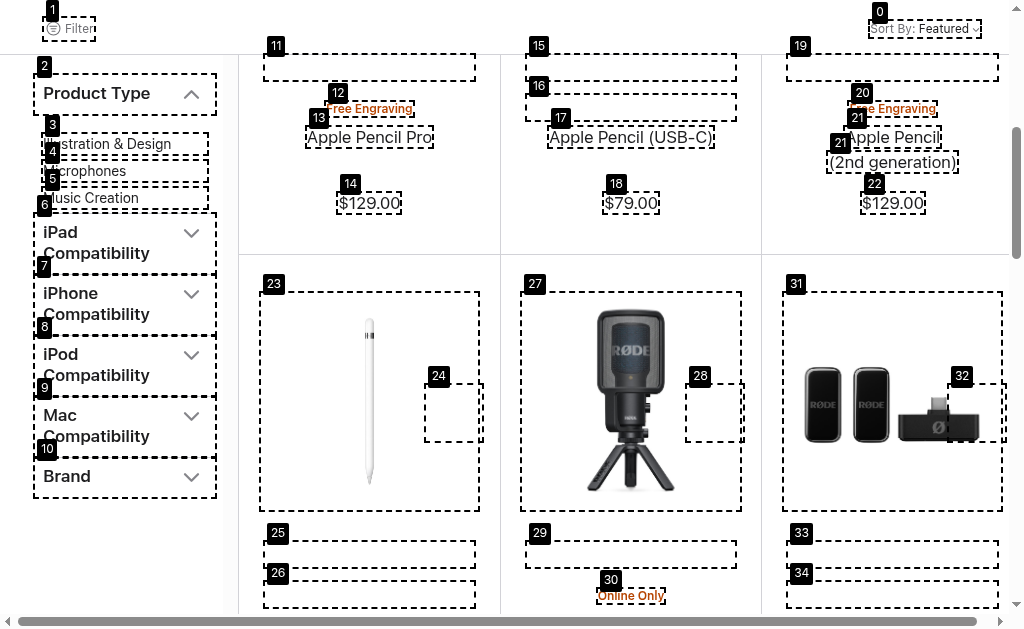 0
1
Filter
Sort By: Featured
11
15
19
2
Product Type
16
12
20
Free Engraving
Free Engraving
13
17
21
Apple Pencil Pro
Apple Pencil (USB-C)
Apple Pencil
21
(2nd generation)
3
Illustration & Design
4
Microphones
5
Music Creation
14
18
22
$129.00
$79.00
$129.00
6
iPad
Compatibility
7
iPhone
Compatibility
8
iPod
Compatibility
9
Mac
Compatibility
10
Brand
23
27
31
RØDE
24
28
32
RØDE
RØDE
25
29
33
26
30
34
Online Only